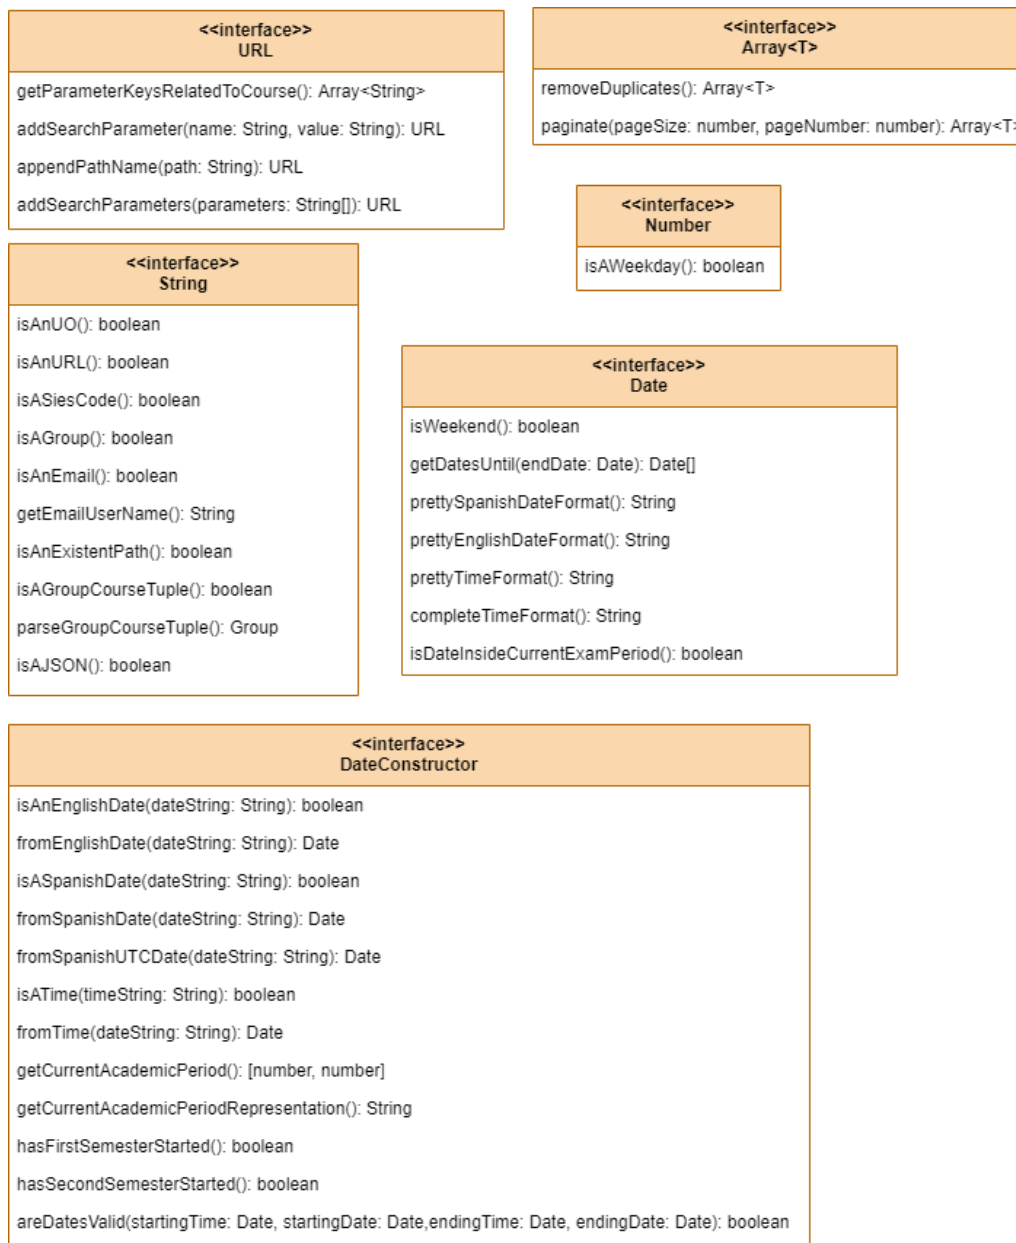 <<interface>>
URL
getParameterKeysRelatedToCourse(): Array<String>
addSearchParameter(name: String, value: String): URL
appendPathName(path: String): URL
addSearchParameters(parameters: String[]): URL
<<interface>>
Array<T>
removeDuplicates(): Array<T>
paginate(pageSize: number, pageNumber: number): Array<T>
<<interface>>
Number
isAWeekday(): boolean
<<interface>>
String
isAnUO(): boolean
isAnURL(): boolean
isASiesCode(): boolean
isAGroup(): boolean
isAnEmail(): boolean
getEmailUserName(): String
isAnExistentPath(): boolean
isAGroupCourseTuple(): boolean
parseGroupCourseTuple(): Group
isAJSON(): boolean
<<interface>>
Date
isWeekend(): boolean
getDatesUntil(endDate: Date): Date[]
prettySpanishDateFormat(): String
prettyEnglishDateFormat(): String
prettyTimeFormat(): String
completeTimeFormat(): String
isDateInsideCurrentExamPeriod(): boolean
<<interface>>
DateConstructor
isAnEnglishDate(dateString: String): boolean
fromEnglishDate(dateString: String): Date
isASpanishDate(dateString: String): boolean
fromSpanishDate(dateString: String): Date
fromSpanishUTCDate(dateString: String): Date
isATime(timeString: String): boolean
fromTime(dateString: String): Date
getCurrentAcademicPeriod(): [number, number]
getCurrentAcademicPeriodRepresentation(): String
hasFirstSemesterStarted(): boolean
hasSecondSemesterStarted(): boolean
areDatesValid(startingTime: Date, startingDate: Date,endingTime: Date, endingDate: Date): boolean